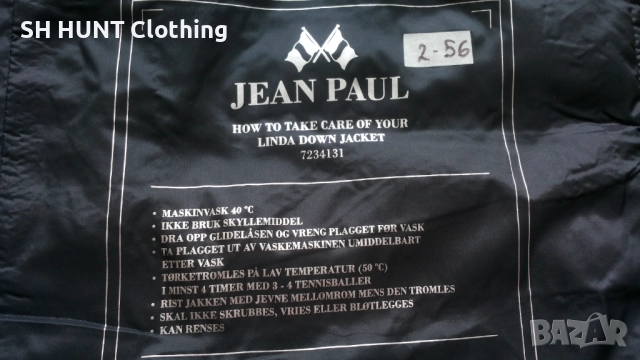 SH HUNT Clothing
2-56
JEAN PAUL
HOW TO TAKE CARE OF YOUR
LINDA DOWN JACKET
7234131
• MASKINVASK 40 °C
• IKKE BRUK SKYLLEMIDDEL
• DRA OPP GLIDELÅSEN OG VRENG PLAGGET FØR VASK
• TA PLAGGET UT AV VASKEMASKINEN UMIDDELBART
ETTER VASK
• TØRKETROMLES PÅ LAV TEMPERATUR (50 °C)
I MINST 4 TIMER MED 3 - 4 TENNISBALLER
• RIST JAKKEN MED JEVNE MELLOMROM MENS DEN TROMLES
• SKAL IKKE SKRUBBES, VRIES ELLER BLØTLEGGES
• KAN RENSES
BAZAR